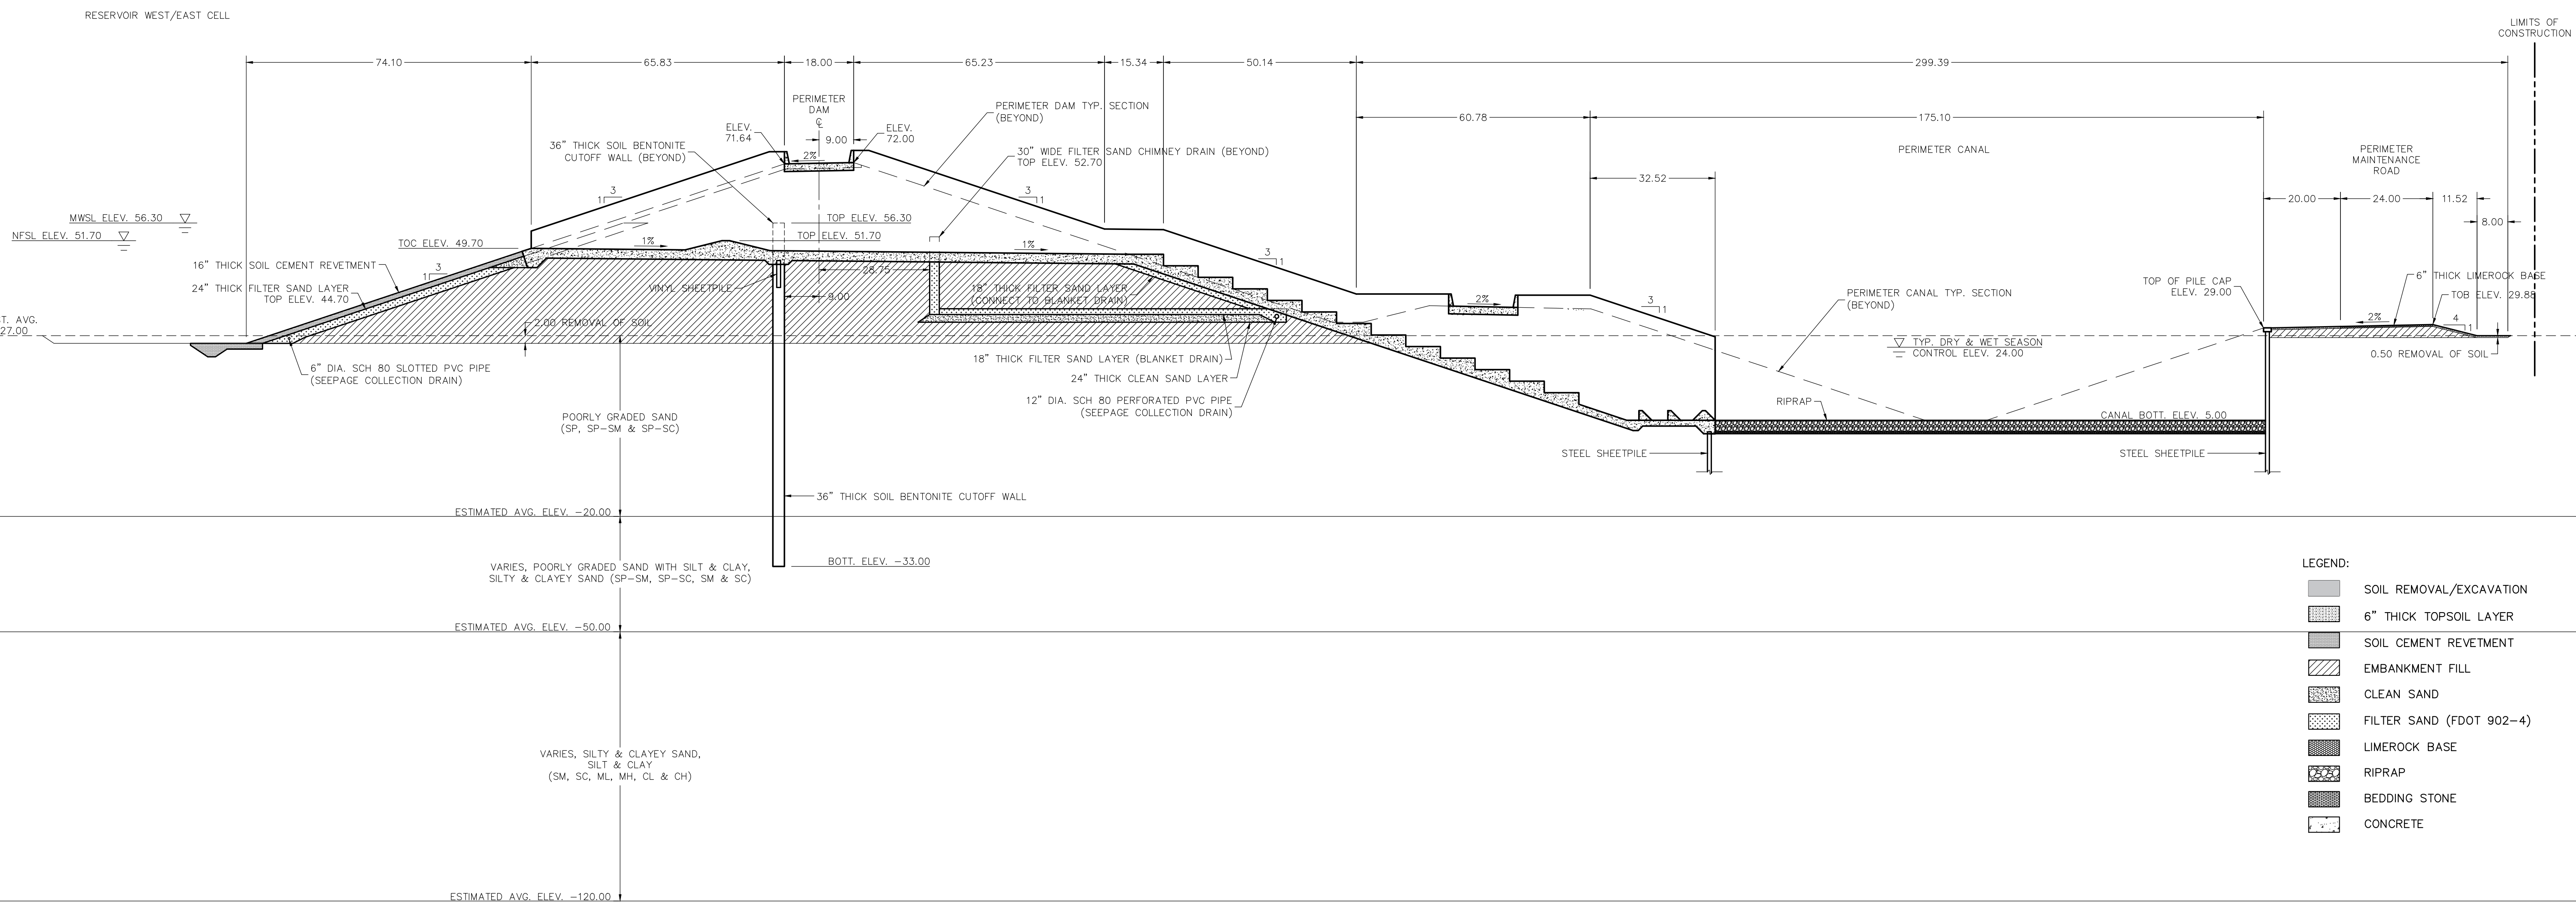 RESERVOIR WEST/EAST CELL
LIMITS OF
CONSTRUCTION
74.10
65.83
18.00
65.23
15.34
50.14
299.39
PERIMETER
DAM
℄
9.00
ELEV.
71.64
ELEV.
72.00
2%
PERIMETER DAM TYP. SECTION
(BEYOND)
60.78
175.10
36” THICK SOIL BENTONITE
CUTOFF WALL (BEYOND)
30” WIDE FILTER SAND CHIMNEY DRAIN (BEYOND)
TOP ELEV. 52.70
PERIMETER CANAL
PERIMETER
MAINTENANCE
ROAD
32.52
3
1
3
1
20.00
24.00
11.52
8.00
MWSL ELEV. 56.30
NFSL ELEV. 51.70
TOP ELEV. 56.30
TOP ELEV. 51.70
TOC ELEV. 49.70
1%
1%
3
1
16” THICK SOIL CEMENT REVETMENT
3
1
24” THICK FILTER SAND LAYER
TOP ELEV. 44.70
VINYL SHEETPILE
28.75
9.00
18” THICK FILTER SAND LAYER
(CONNECT TO BLANKET DRAIN)
2%
3
1
PERIMETER CANAL TYP. SECTION
(BEYOND)
TOP OF PILE CAP
ELEV. 29.00
6” THICK LIMEROCK BASE
TOB ELEV. 29.88
2%
4
1
T. AVG.
27.00
2.00 REMOVAL OF SOIL
TYP. DRY & WET SEASON
CONTROL ELEV. 24.00
0.50 REMOVAL OF SOIL
6” DIA. SCH 80 SLOTTED PVC PIPE
(SEEPAGE COLLECTION DRAIN)
18” THICK FILTER SAND LAYER (BLANKET DRAIN)
24” THICK CLEAN SAND LAYER
12” DIA. SCH 80 PERFORATED PVC PIPE
(SEEPAGE COLLECTION DRAIN)
RIPRAP
CANAL BOTT. ELEV. 5.00
POORLY GRADED SAND
(SP, SP-SM & SP-SC)
STEEL SHEETPILE
STEEL SHEETPILE
36” THICK SOIL BENTONITE CUTOFF WALL
ESTIMATED AVG. ELEV. -20.00
BOTT. ELEV. -33.00
VARIES, POORLY GRADED SAND WITH SILT & CLAY,
SILTY & CLAYEY SAND (SP-SM, SP-SC, SM & SC)
ESTIMATED AVG. ELEV. -50.00
VARIES, SILTY & CLAYEY SAND,
SILT & CLAY
(SM, SC, ML, MH, CL & CH)
ESTIMATED AVG. ELEV. -120.00
LEGEND:
SOIL REMOVAL/EXCAVATION
6” THICK TOPSOIL LAYER
SOIL CEMENT REVETMENT
EMBANKMENT FILL
CLEAN SAND
FILTER SAND (FDOT 902-4)
LIMEROCK BASE
RIPRAP
BEDDING STONE
CONCRETE